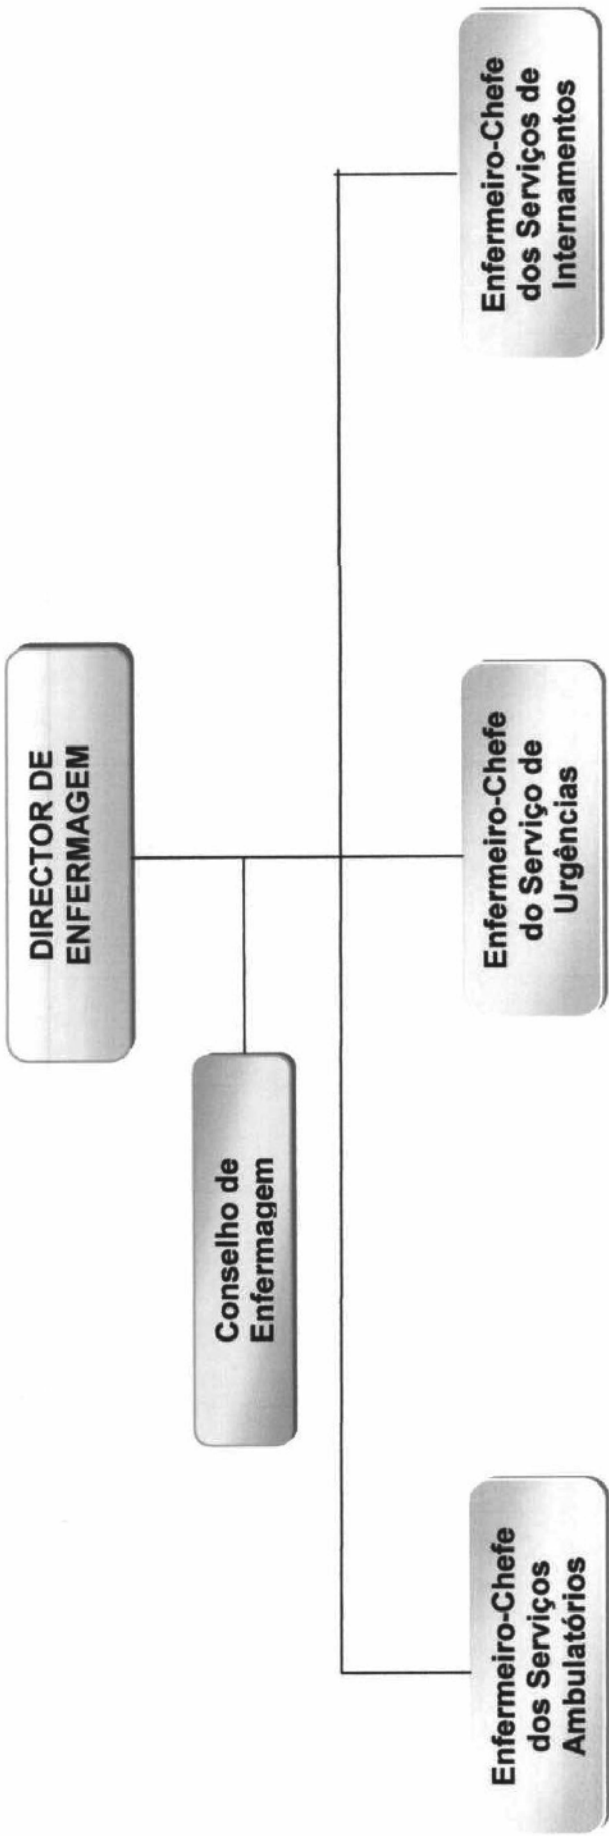 DIRECTOR DE
ENFERMAGEM
Conselho de
Enfermagem
Enfermeiro-Chefe
dos Serviços
Ambulatórios
Enfermeiro-Chefe
do Serviço de
Urgências
Enfermeiro-Chefe
dos Serviços de
Internamentos